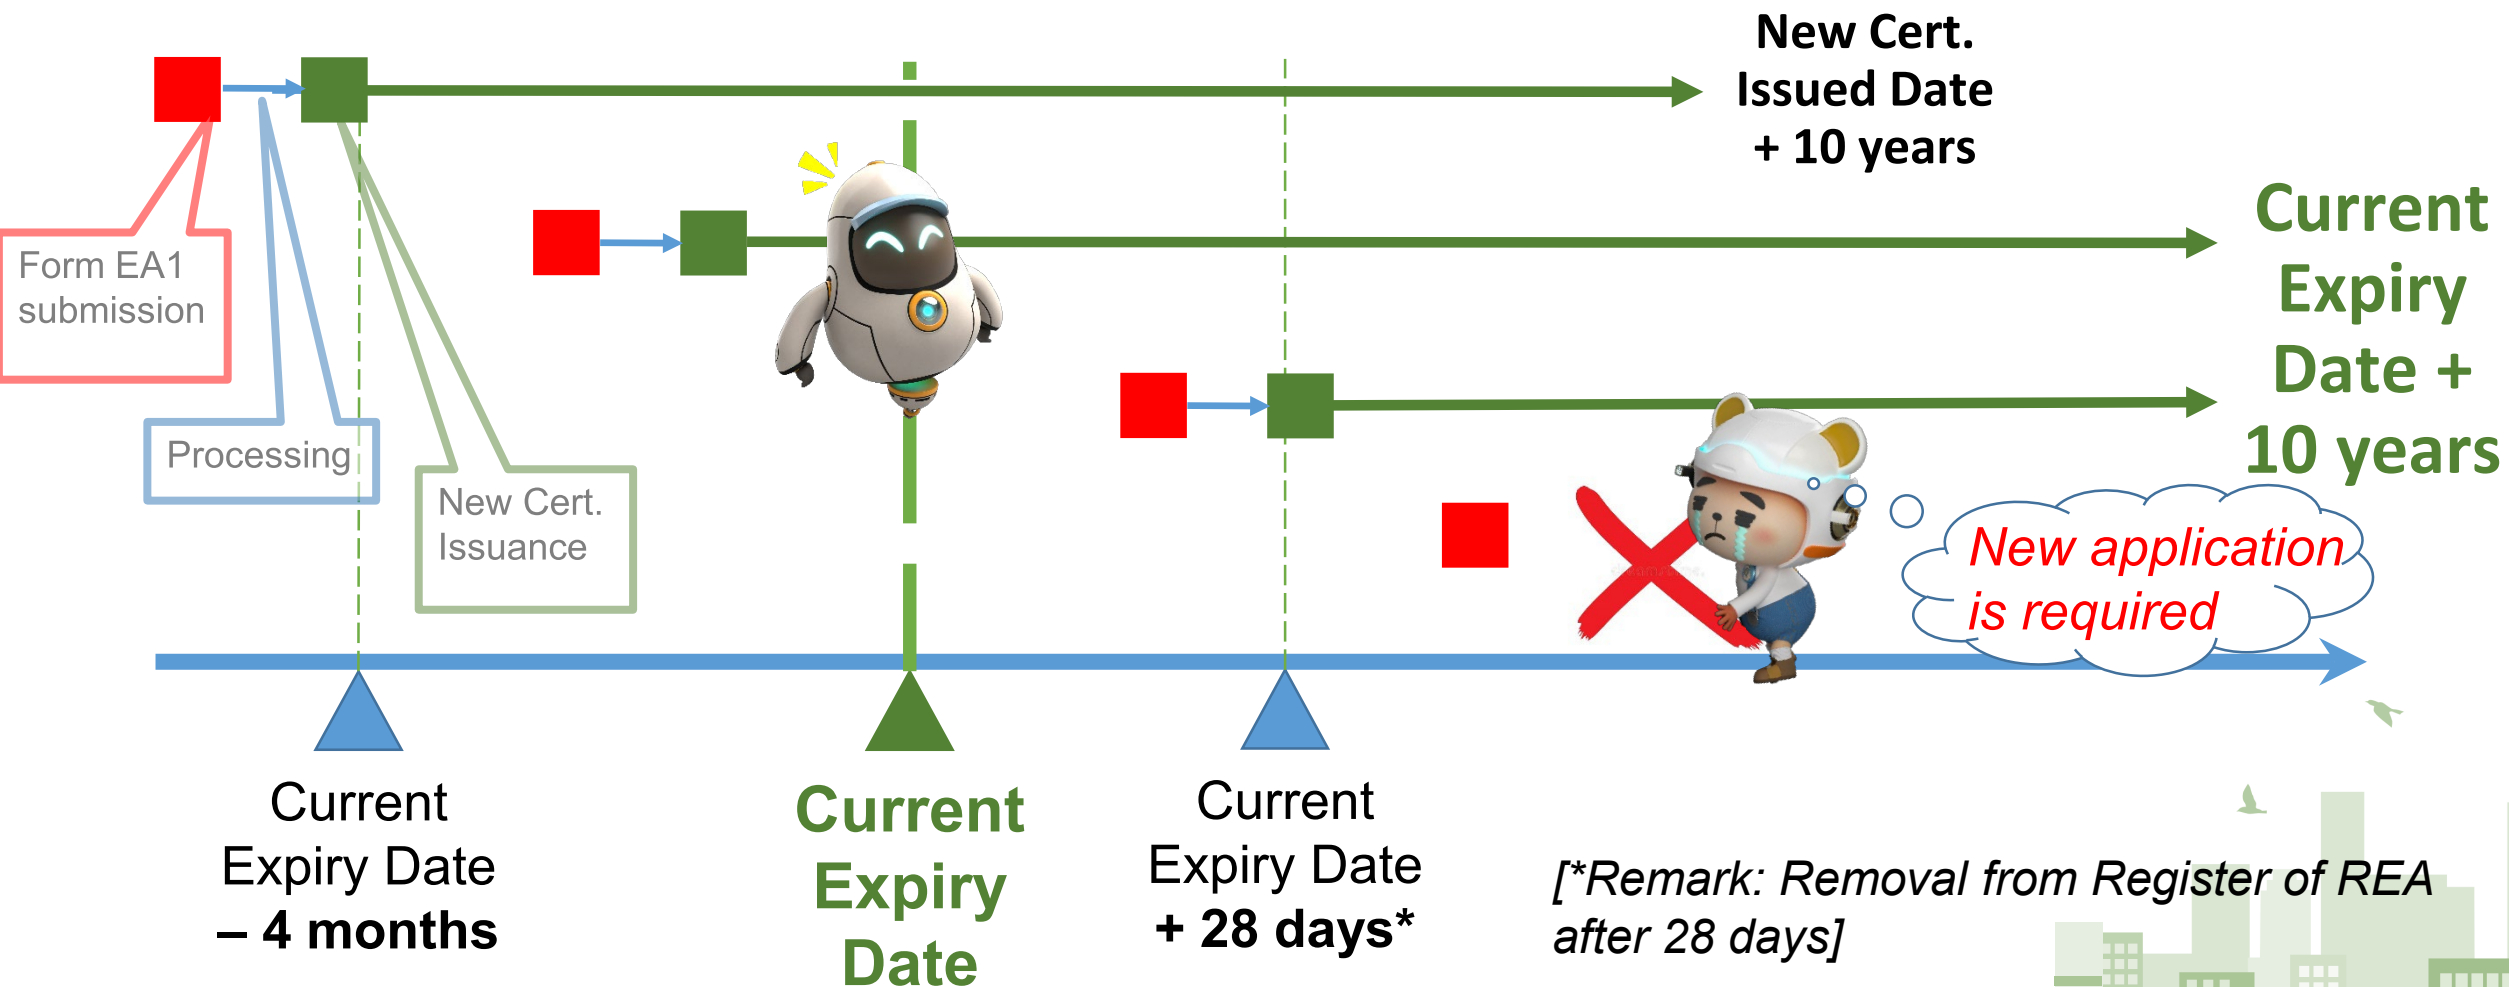 New Cert.
Issued Date
+ 10 years
Current
Expiry
Date +
10 years
Form EA1
submission
Processing
New Cert.
Issuance
New application
is required
Current
Expiry Date
– 4 months
Current
Expiry
Date
Current
Expiry Date
+ 28 days*
[*Remark: Removal from Register of REA
after 28 days]